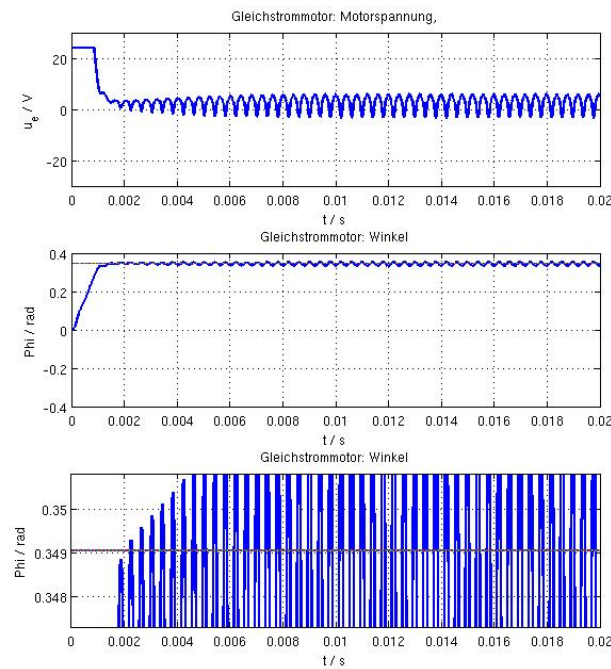 Gleichstrommotor: Motorspannung,
u_e / V
20
0
-20
0 0.002 0.004 0.006 0.008 0.01 0.012 0.014 0.016 0.018 0.02
t / s
Gleichstrommotor: Winkel
Phi / rad
0.4
0.2
0
-0.2
-0.4
0 0.002 0.004 0.006 0.008 0.01 0.012 0.014 0.016 0.018 0.02
t / s
Gleichstrommotor: Winkel
Phi / rad
0.35
0.349
0.348
0 0.002 0.004 0.006 0.008 0.01 0.012 0.014 0.016 0.018 0.02
t / s